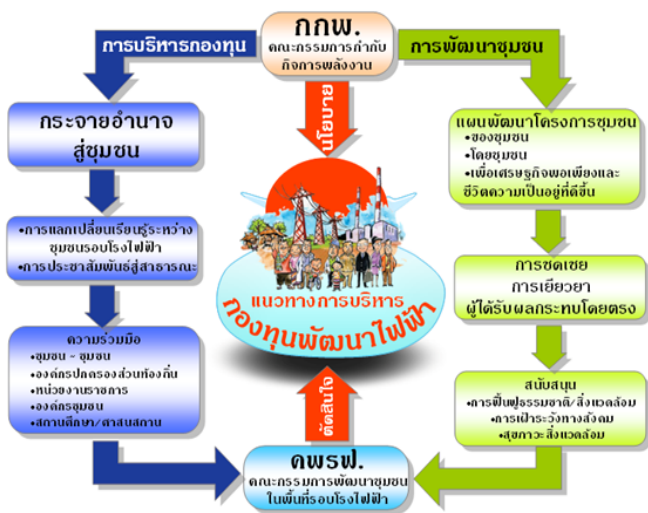 กกพ.
คณะกรรมการกำกับ
กิจการพลังงาน
การบริหารกองทุน
การพัฒนาชุมชน
นโยบาย
กระจายอำนาจ
สู่ชุมชน
•การแลกเปลี่ยนเรียนรู้ระหว่าง
ชุมชนรอบโรงไฟฟ้า
•การประชาสัมพันธ์สู่สาธารณะ
ความร่วมมือ
•ชุมชน - ชุมชน
•องค์กรปกครองส่วนท้องถิ่น
•หน่วยงานราชการ
•องค์กรชุมชน
•สถานศึกษา/ศาสนสถาน
แนวทางการบริหาร
กองทุนพัฒนาไฟฟ้า
แผนพัฒนาโครงการชุมชน
•ของชุมชน
•โดยชุมชน
•เพื่อเศรษฐกิจพอเพียงและ
ชีวิตความเป็นอยู่ที่ดีขึ้น
การชดเชย
การเยียวยา
ผู้ได้รับผลกระทบโดยตรง
สนับสนุน
•การฟื้นฟูธรรมชาติ/สิ่งแวดล้อม
•การเฝ้าระวังทางสังคม
•สุขภาวะสิ่งแวดล้อม
ตัดสินใจ
คพรฟ.
คณะกรรมการพัฒนาชุมชน
ในพื้นที่รอบโรงไฟฟ้า